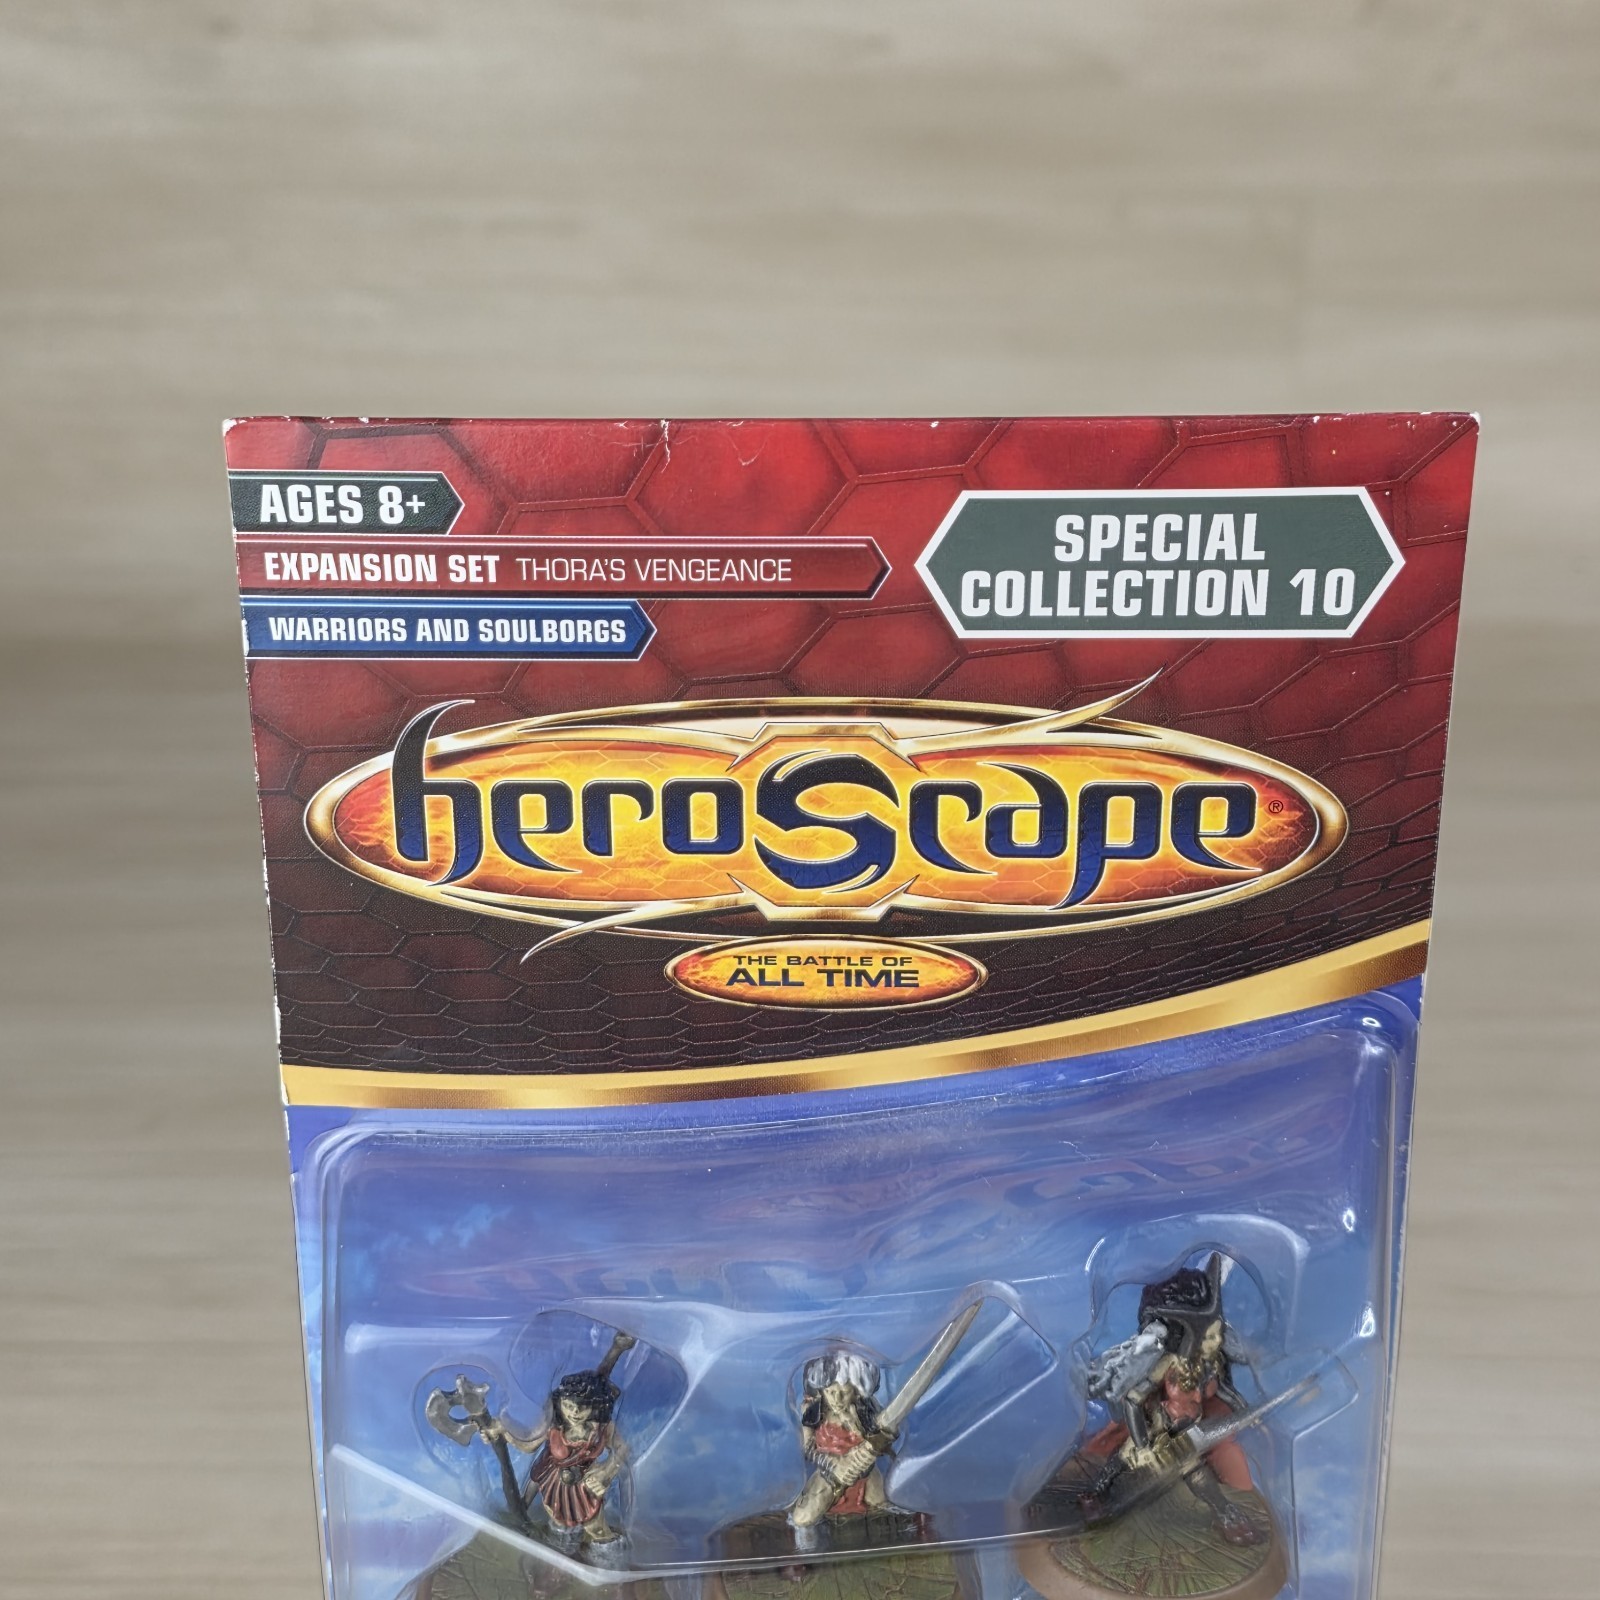 AGES 8+
EXPANSION SET THORA'S VENGEANCE
WARRIORS AND SOULBORGS
SPECIAL
COLLECTION 10
heroScape®
THE BATTLE OF
ALL TIME